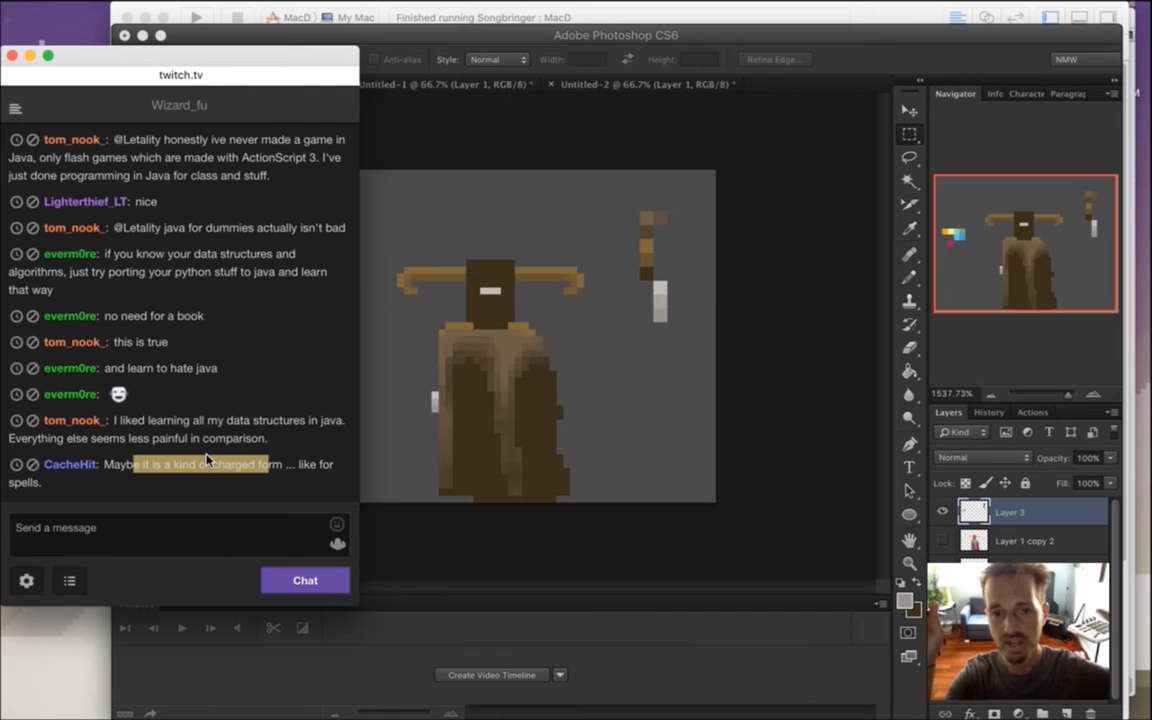 MacD
My Mac
Finished running Songbringer : MacD
Adobe Photoshop CS6
Anti-alias
Style:
Normal
Width:
Height:
Refine Edge...
NMW
twitch.tv
Untitled-1 @ 66.7% (Layer 1, RGB/8) *
Untitled-2 @ 66.7% (Layer 1, RGB/8) *
Navigator
Info
Characte
Paragra
Wizard_fu
tom_nook_: @Letality honestly ive never made a game in
Java, only flash games which are made with ActionScript 3. I've
just done programming in Java for class and stuff.
Lighterthief_LT: nice
tom_nook_: @Letality java for dummies actually isn't bad
everm0re: if you know your data structures and
algorithms, just try porting your python stuff to java and learn
that way
everm0re: no need for a book
tom_nook_: this is true
everm0re: and learn to hate java
everm0re:
tom_nook_: I liked learning all my data structures in java.
Everything else seems less painful in comparison.
CacheHit: Maybe it is a kind of charged form ... like for
spells.
Send a message
Chat
1537.73%
Layers
History
Actions
Kind
Normal
Opacity:
100%
Lock:
Fill:
100%
Layer 3
Layer 1 copy 2
Create Video Timeline